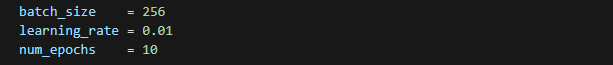 batch_size    = 256
learning_rate = 0.01
num_epochs    = 10